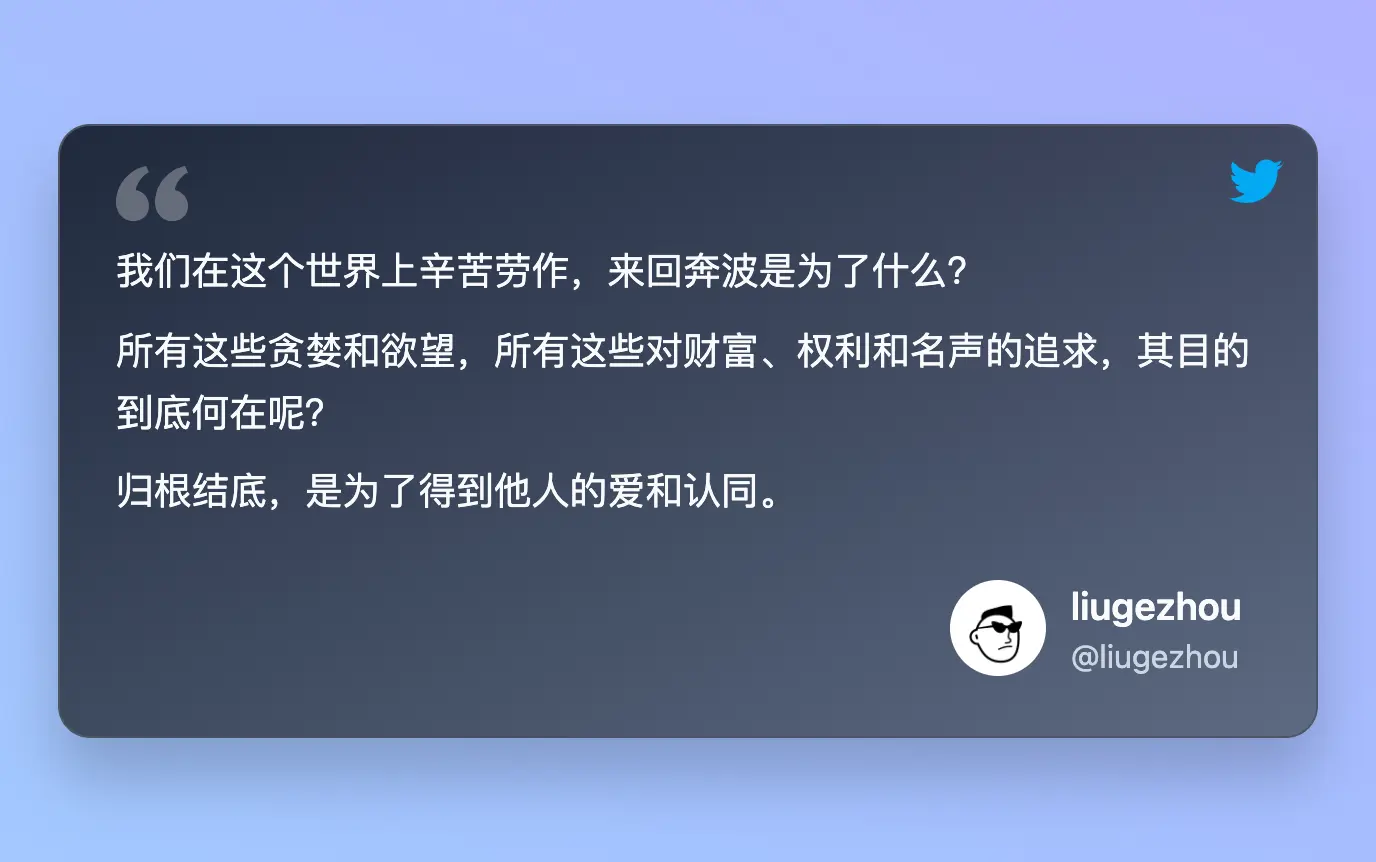 我们在这个世界上辛苦劳作，来回奔波是为了什么？
所有这些贪婪和欲望，所有这些对财富、权利和名声的追求，其目的
到底何在呢？
归根结底，是为了得到他人的爱和认同。
liugezhou
@liugezhou